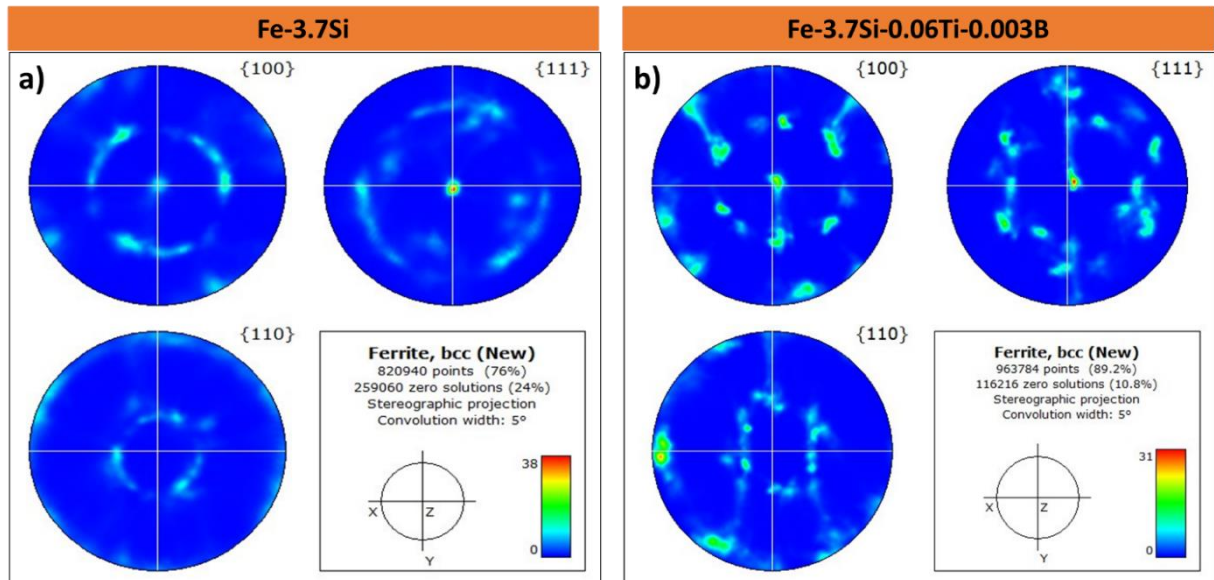 Fe-3.7Si
a)
{100}
{111}
{110}
Ferrite, bcc (New)
820940 points (76%)
259060 zero solutions (24%)
Stereographic projection
Convolution width: 5°
38
0
X
Z
Y
Fe-3.7Si-0.06Ti-0.003B
b)
{100}
{111}
{110}
Ferrite, bcc (New)
963784 points (89.2%)
116216 zero solutions (10.8%)
Stereographic projection
Convolution width: 5°
31
0
X
Z
Y